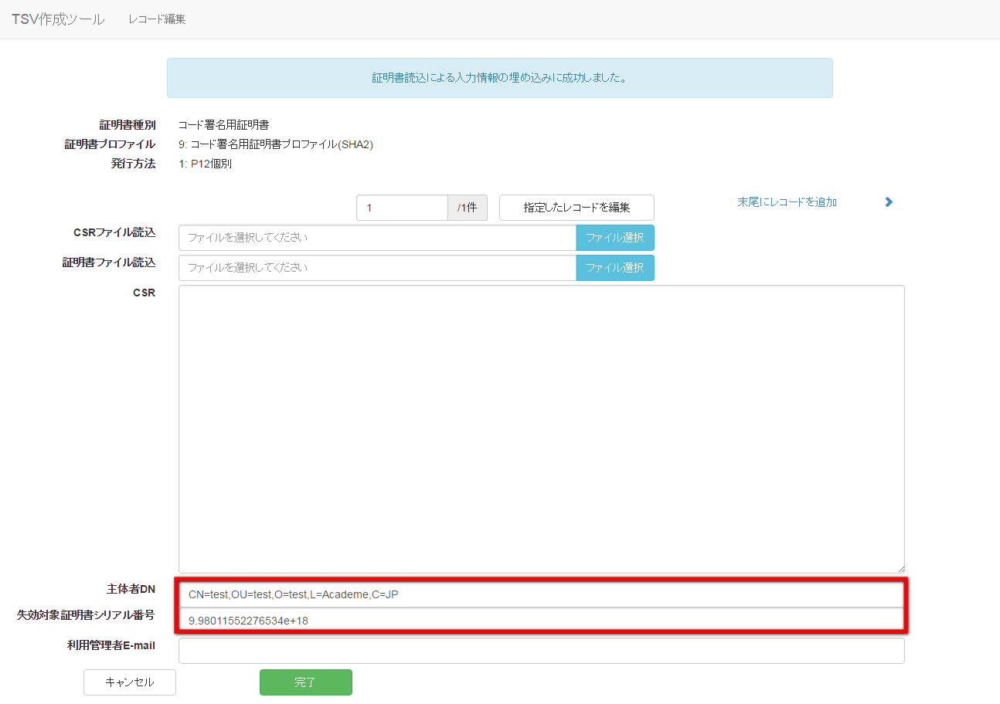 TSV作成ツール レコード編集
証明書読込による入力情報の埋め込みに成功しました。
証明書種別 コード署名用証明書
証明書プロファイル 9: コード署名用証明書プロファイル(SHA2)
発行方法 1: P12個別
1 /1件 指定したレコードを編集 末尾にレコードを追加
CSRファイル読込 ファイルを選択してください ファイル選択
証明書ファイル読込 ファイルを選択してください ファイル選択
CSR
主体者DN CN=test,OU=test,O=test,L=Academe,C=JP
失効対象証明書シリアル番号 9.98011552276534e+18
利用管理者E-mail
キャンセル 完了